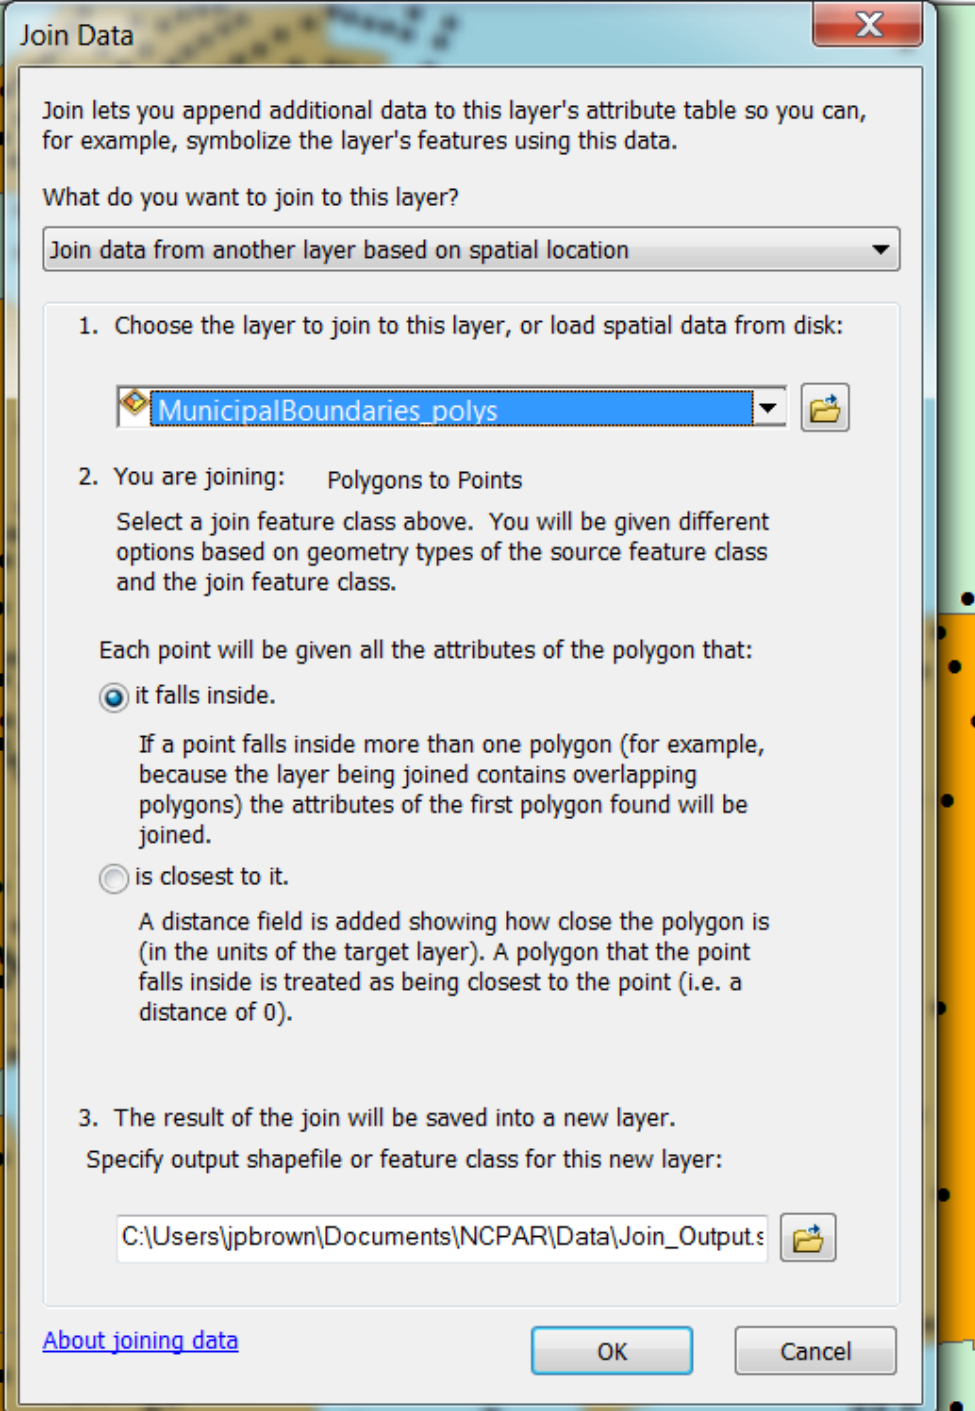 Join Data
Join lets you append additional data to this layer's attribute table so you can,
for example, symbolize the layer's features using this data.
What do you want to join to this layer?
Join data from another layer based on spatial location
1. Choose the layer to join to this layer, or load spatial data from disk:
MunicipalBoundaries_polys
2. You are joining: Polygons to Points
Select a join feature class above. You will be given different
options based on geometry types of the source feature class
and the join feature class.
Each point will be given all the attributes of the polygon that:
it falls inside.
If a point falls inside more than one polygon (for example,
because the layer being joined contains overlapping
polygons) the attributes of the first polygon found will be
joined.
is closest to it.
A distance field is added showing how close the polygon is
(in the units of the target layer). A polygon that the point
falls inside is treated as being closest to the point (i.e. a
distance of 0).
3. The result of the join will be saved into a new layer.
Specify output shapefile or feature class for this new layer:
C:\Users\jpbrown\Documents\NCPAR\Data\Join_Output.s
About joining data
OK
Cancel